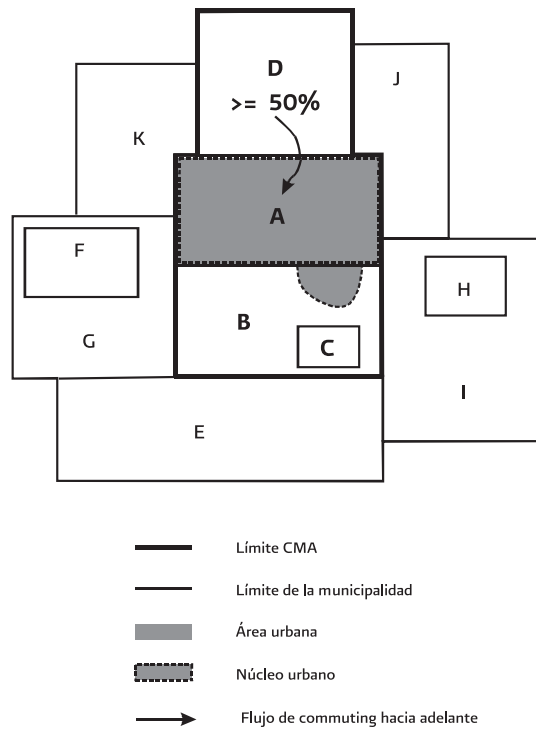 D
>= 50%
J
K
A
F
H
B
C
G
I
E
Límite CMA
Límite de la municipalidad
Área urbana
Núcleo urbano
Flujo de commuting hacia adelante